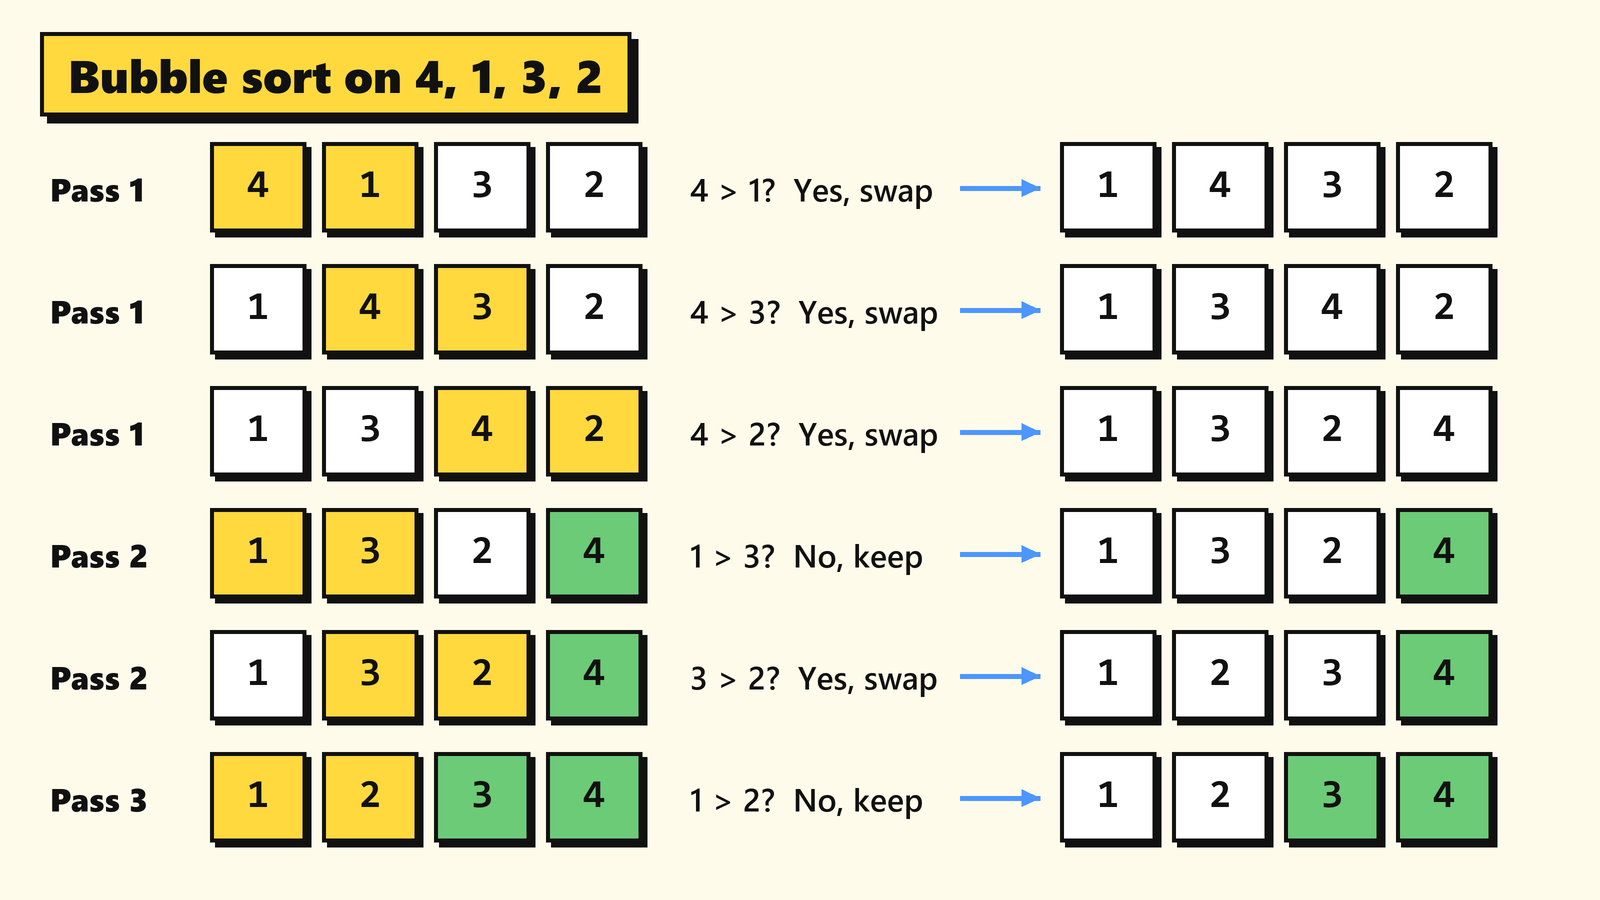 Bubble sort on 4, 1, 3, 2
Pass 1 4 1 3 2 4 > 1? Yes, swap 1 4 3 2
Pass 1 1 4 3 2 4 > 3? Yes, swap 1 3 4 2
Pass 1 1 3 4 2 4 > 2? Yes, swap 1 3 2 4
Pass 2 1 3 2 4 1 > 3? No, keep 1 3 2 4
Pass 2 1 3 2 4 3 > 2? Yes, swap 1 2 3 4
Pass 3 1 2 3 4 1 > 2? No, keep 1 2 3 4